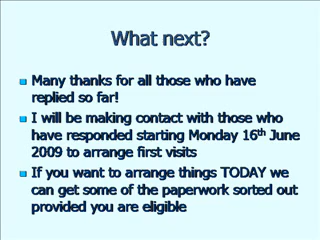 What next?
Many thanks for all those who have
replied so far!
I will be making contact with those who
have responded starting Monday 16th June
2009 to arrange first visits
If you want to arrange things TODAY we
can get some of the paperwork sorted out
provided you are eligible